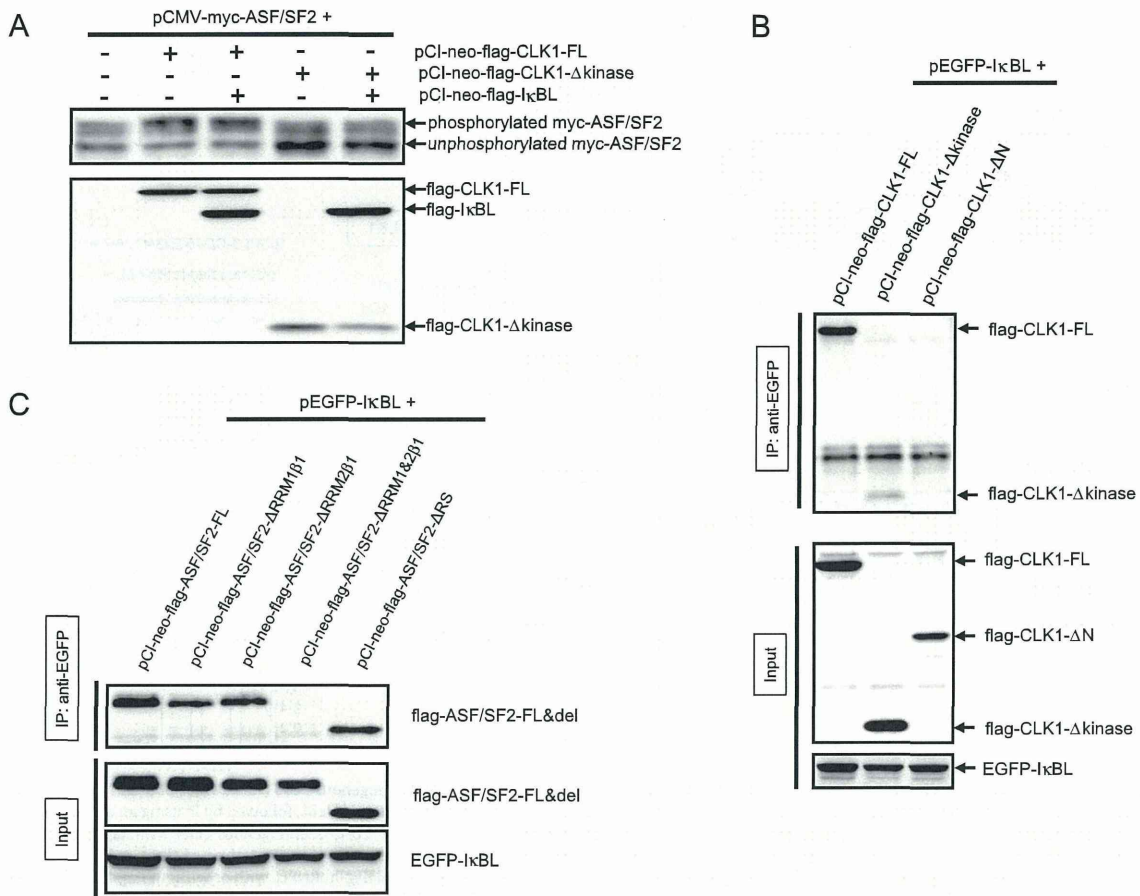 A
pCMV-myc-ASF/SF2 +
- + + - - pCI-neo-flag-CLK1-FL
- - - + + pCI-neo-flag-CLK1-Δkinase
- - + - + pCI-neo-flag-IκBL
phosphorylated myc-ASF/SF2
unphosphorylated myc-ASF/SF2
flag-CLK1-FL
flag-IκBL
flag-CLK1-Δkinase
B
pEGFP-IκBL +
pCI-neo-flag-CLK1-FL
pCI-neo-flag-CLK1-Δkinase
pCI-neo-flag-CLK1-ΔN
IP: anti-EGFP
flag-CLK1-FL
flag-CLK1-Δkinase
Input
flag-CLK1-FL
flag-CLK1-ΔN
flag-CLK1-Δkinase
EGFP-IκBL
C
pEGFP-IκBL +
pCI-neo-flag-ASF/SF2-FL
pCI-neo-flag-ASF/SF2-ΔRRM1β1
pCI-neo-flag-ASF/SF2-ΔRRM2β1
pCI-neo-flag-ASF/SF2-ΔRRM1&2β1
pCI-neo-flag-ASF/SF2-ΔRS
IP: anti-EGFP
flag-ASF/SF2-FL&del
Input
flag-ASF/SF2-FL&del
EGFP-IκBL